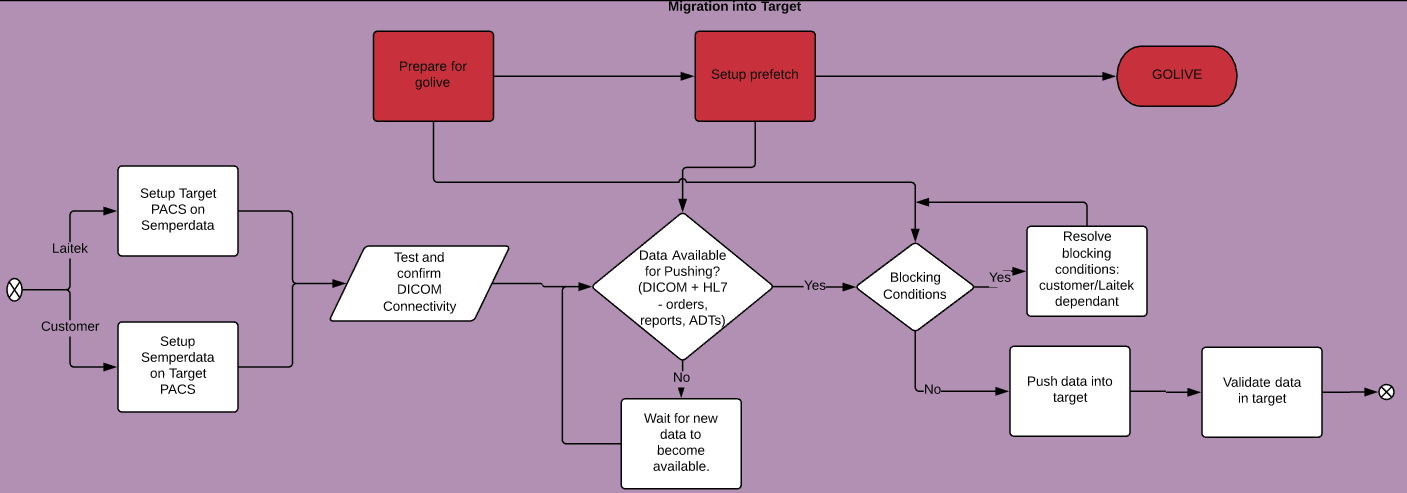 Migration into Target
Prepare for
golive
Setup prefetch
GOLIVE
Setup Target
PACS on
Semperdata
Laitek
Customer
Setup
Semperdata
on Target
PACS
Test and
confirm
DICOM
Connectivity
Data Available
for Pushing?
(DICOM + HL7
- orders,
reports, ADTs)
Yes
No
Wait for new
data to
become
available.
Blocking
Conditions
Yes
Resolve
blocking
conditions:
customer/Laitek
dependant
No
Push data into
target
Validate data
in target